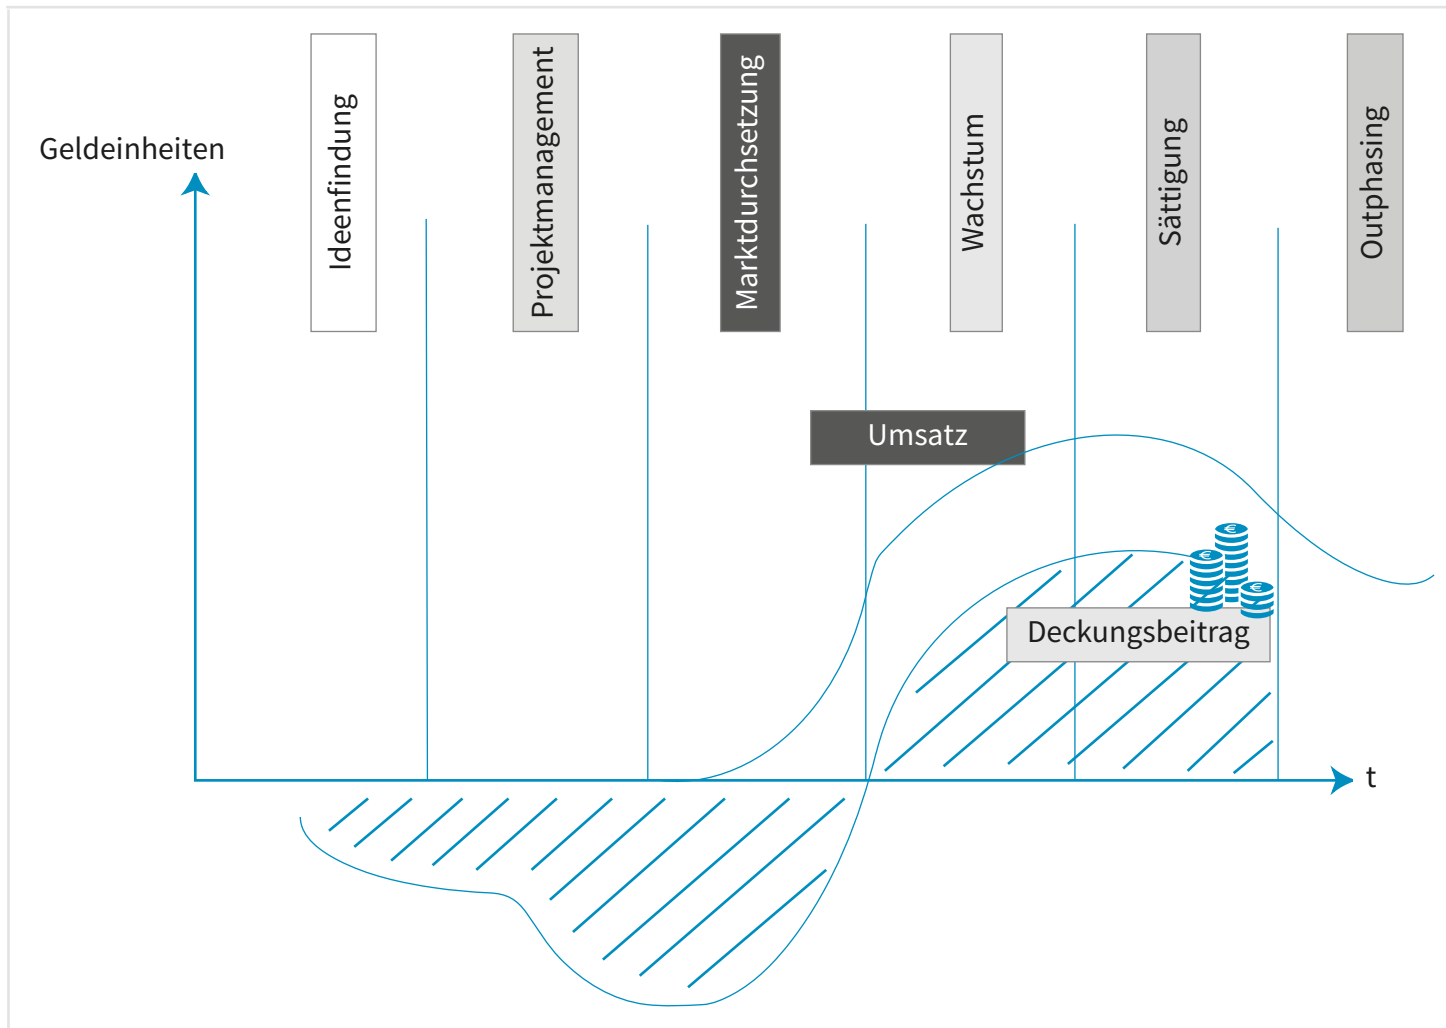 Geldeinheiten
Ideenfindung
Projektmanagement
Marktdurchsetzung
Wachstum
Sättigung
Outphasing
Umsatz
€
€
€
Deckungsbeitrag
t